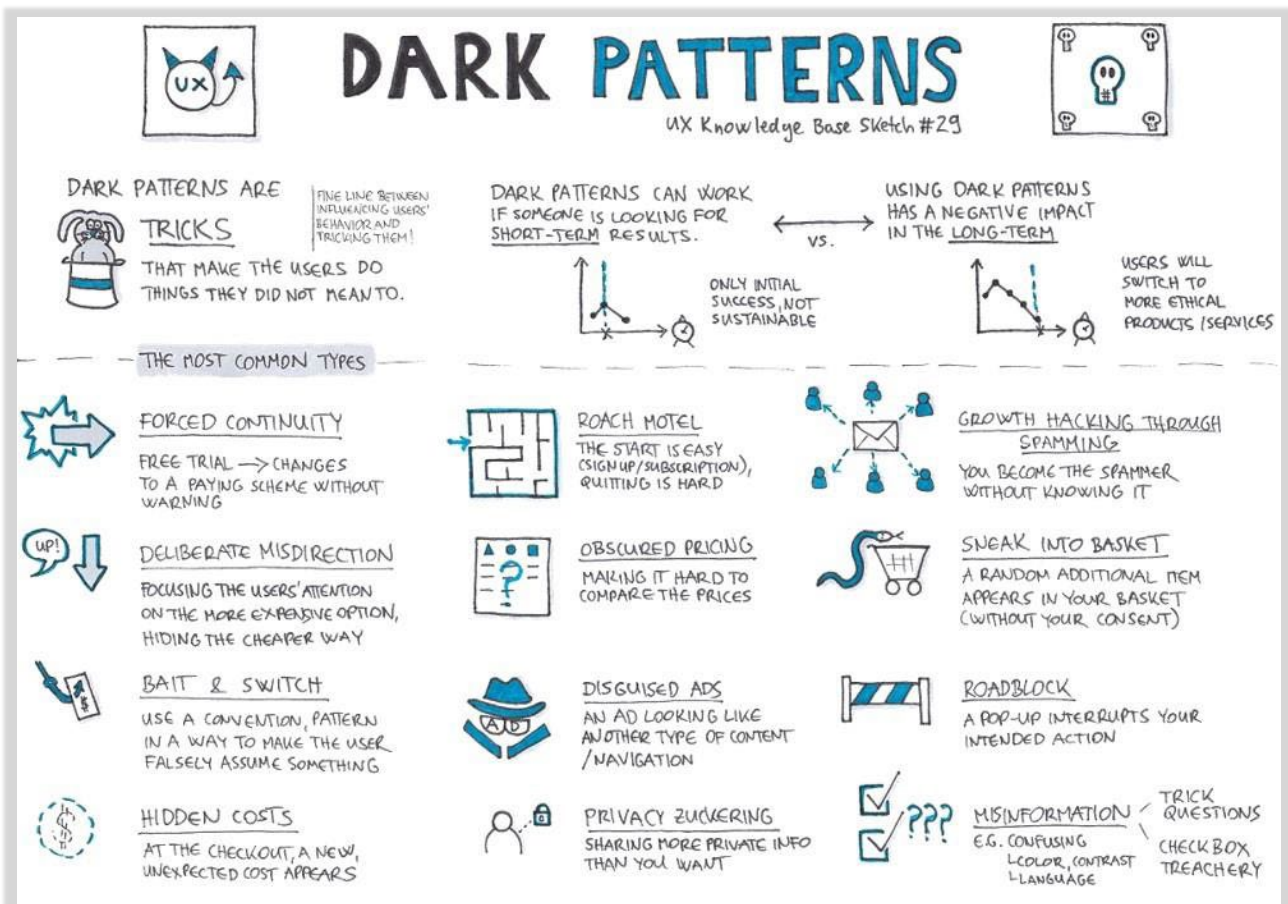 UX
DARK PATTERNS
UX Knowledge Base Sketch #29
DARK PATTERNS ARE
TRICKS
THAT MAKE THE USERS DO
THINGS THEY DID NOT MEAN TO.
FINE LINE BETWEEN
INFLUENCING USERS'
BEHAVIOR AND
TRICKING THEM!
DARK PATTERNS CAN WORK
IF SOMEONE IS LOOKING FOR
SHORT-TERM RESULTS.
ONLY INITIAL
SUCCESS, NOT
SUSTAINABLE
VS.
USING DARK PATTERNS
HAS A NEGATIVE IMPACT
IN THE LONG-TERM
USERS WILL
SWITCH TO
MORE ETHICAL
PRODUCTS/SERVICES
THE MOST COMMON TYPES
FORCED CONTINUITY
FREE TRIAL → CHANGES
TO A PAYING SCHEME WITHOUT
WARNING
ROACH MOTEL
THE START IS EASY
(SIGNUP/SUBSCRIPTION),
QUITTING IS HARD
GROWTH HACKING THROUGH
SPAMMING
YOU BECOME THE SPAMMER
WITHOUT KNOWING IT
UP!
DELIBERATE MISDIRECTION
FOCUSING THE USERS' ATTENTION
ON THE MORE EXPENSIVE OPTION,
HIDING THE CHEAPER WAY
?
OBSCURED PRICING
MAKING IT HARD TO
COMPARE THE PRICES
SNEAK INTO BASKET
A RANDOM ADDITIONAL ITEM
APPEARS IN YOUR BASKET
(WITHOUT YOUR CONSENT)
BAIT & SWITCH
USE A CONVENTION, PATTERN
IN A WAY TO MAKE THE USER
FALSELY ASSUME SOMETHING
AD
DISGUISED ADS
AN AD LOOKING LIKE
ANOTHER TYPE OF CONTENT
/NAVIGATION
ROADBLOCK
A POP-UP INTERRUPTS YOUR
INTENDED ACTION
$
HIDDEN COSTS
AT THE CHECKOUT, A NEW,
UNEXPECTED COST APPEARS
PRIVACY ZUCKERING
SHARING MORE PRIVATE INFO
THAN YOU WANT
???
MISINFORMATION
E.G. CONFUSING
COLOR, CONTRAST
LANGUAGE
TRICK
QUESTIONS
CHECKBOX
TREACHERY